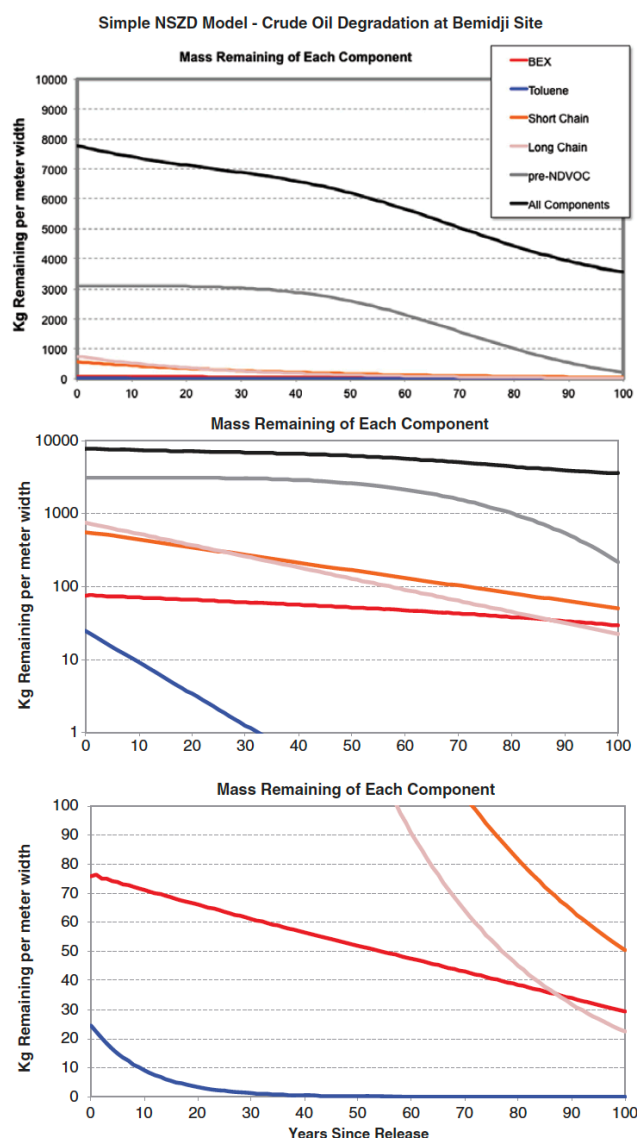 Simple NSZD Model - Crude Oil Degradation at Bemidji Site
Mass Remaining of Each Component
BEX
Toluene
Short Chain
Long Chain
pre-NDVOC
All Components
Kg Remaining per meter width
10000
9000
8000
7000
6000
5000
4000
3000
2000
1000
0
0 10 20 30 40 50 60 70 80 90 100
Mass Remaining of Each Component
Kg Remaining per meter width
10000
1000
100
10
1
0 10 20 30 40 50 60 70 80 90 100
Mass Remaining of Each Component
Kg Remaining per meter width
100
90
80
70
60
50
40
30
20
10
0
0 10 20 30 40 50 60 70 80 90 100
Years Since Release